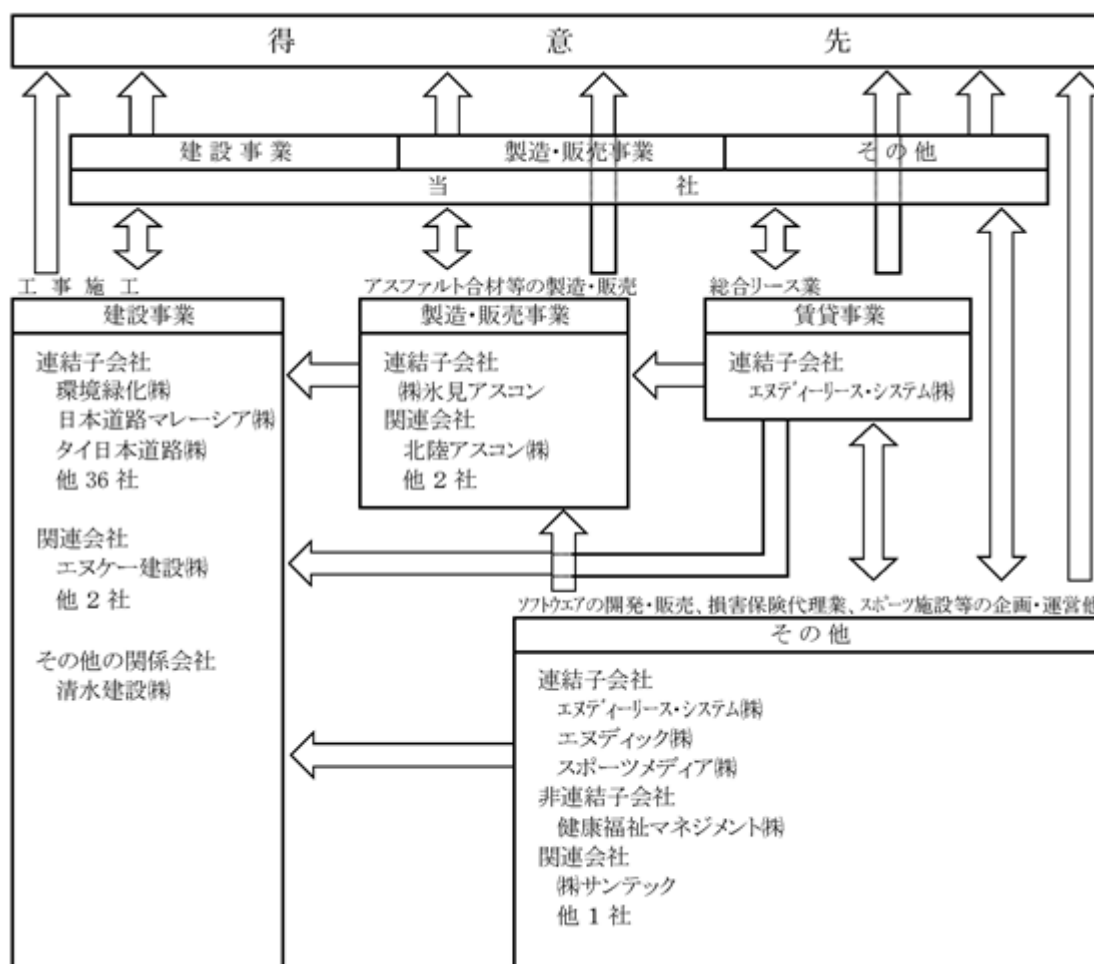 得意先
建設事業
製造・販売事業
その他
当社
工事施工
建設事業
連結子会社
環境緑化㈱
日本道路マレーシア㈱
タイ日本道路㈱
他 36 社
関連会社
エヌケー建設㈱
他 2 社
その他の関係会社
清水建設㈱
アスファルト合材等の製造・販売
製造・販売事業
連結子会社
㈱氷見アスコン
関連会社
北陸アスコン㈱
他 2 社
総合リース業
賃貸事業
連結子会社
エヌディーリース・システム㈱
ソフトウエアの開発・販売、損害保険代理業、スポーツ施設等の企画・運営他
その他
連結子会社
エヌディーリース・システム㈱
エヌディック㈱
スポーツメディア㈱
非連結子会社
健康福祉マネジメント㈱
関連会社
㈱サンテック
他 1 社